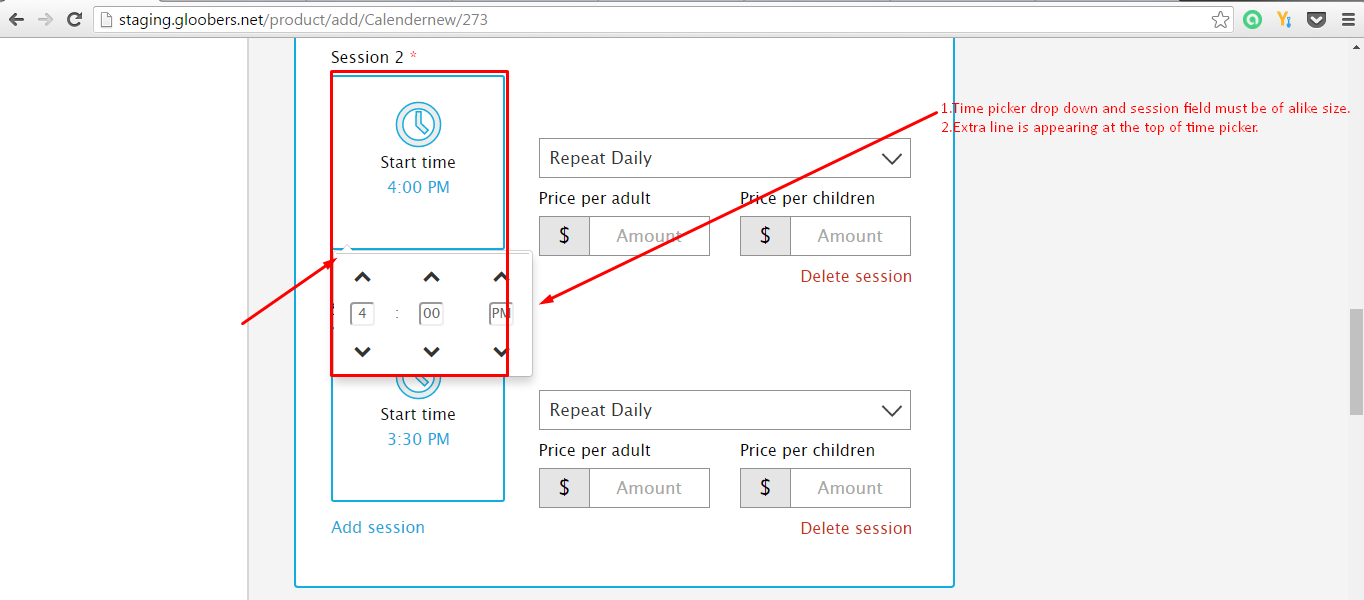 staging.gloobers.net/product/add/Calendernew/273
Session 2 *
1.Time picker drop down and session field must be of alike size.
2.Extra line is appearing at the top of time picker.
Start time
4:00 PM
Repeat Daily
Price per adult
Price per children
$ Amount
$ Amount
Delete session
4 : 00 PM
Start time
3:30 PM
Repeat Daily
Price per adult
Price per children
$ Amount
$ Amount
Add session
Delete session